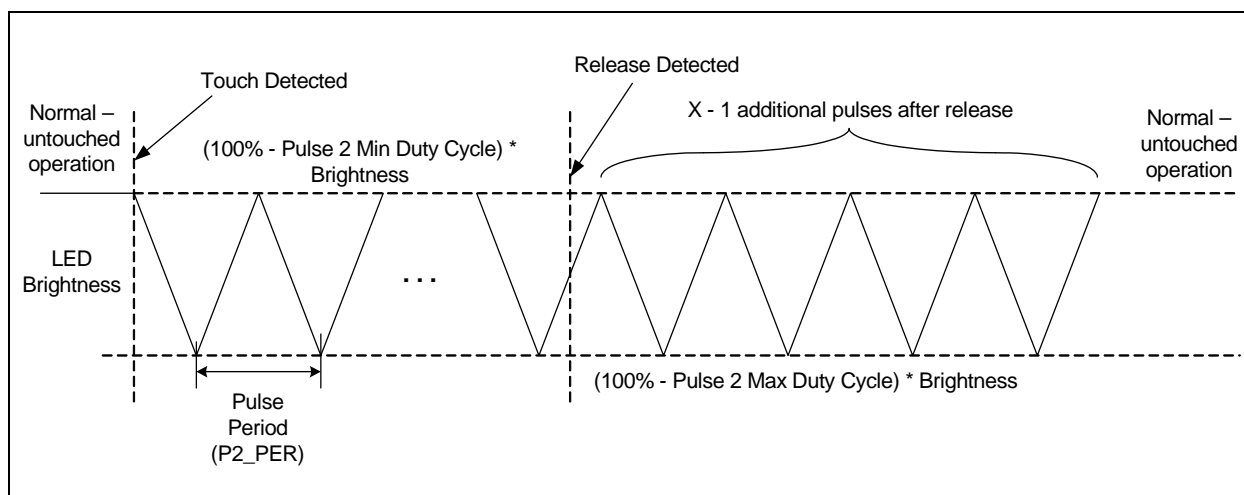 Touch Detected
Release Detected
Normal –
untouched
operation
(100% - Pulse 2 Min Duty Cycle) *
Brightness
X - 1 additional pulses after release
Normal –
untouched
operation
LED
Brightness
. . .
(100% - Pulse 2 Max Duty Cycle) * Brightness
Pulse
Period
(P2_PER)